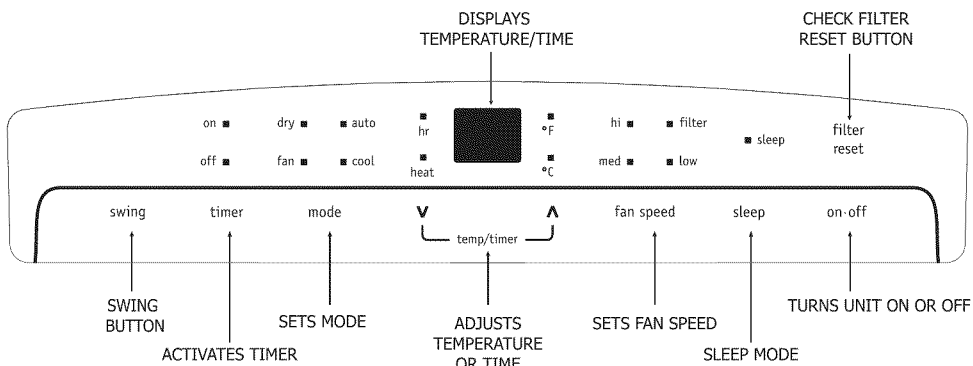 DISPLAYS
TEMPERATURE/TIME
CHECK FILTER
RESET BUTTON
on
dry
auto
hr
°F
hi
filter
sleep
filter
reset
off
fan
cool
heat
°C
med
low
swing
timer
mode
temp/timer
fan speed
sleep
on·off
SWING
BUTTON
ACTIVATES TIMER
SETS MODE
ADJUSTS
TEMPERATURE
OR TIME
SETS FAN SPEED
SLEEP MODE
TURNS UNIT ON OR OFF